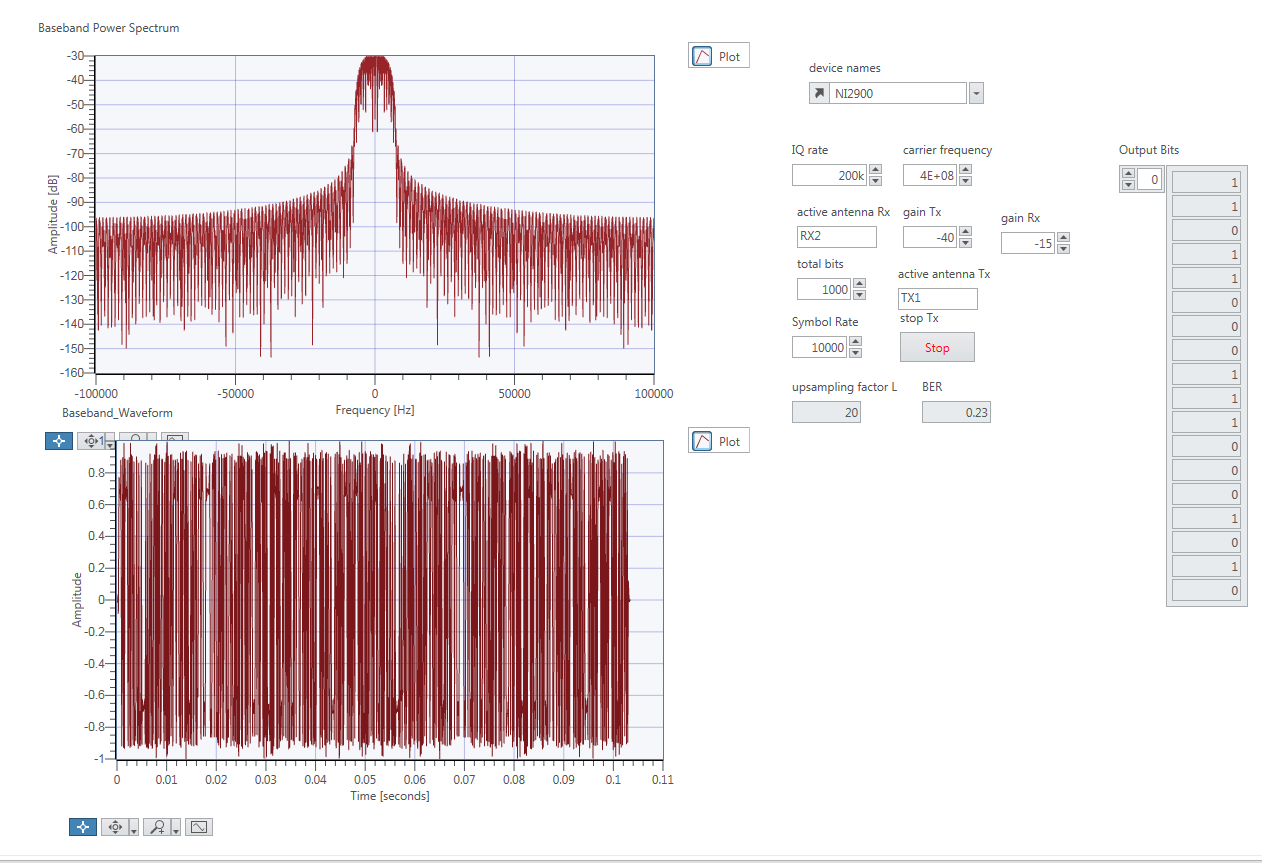 Baseband Power Spectrum
Plot
-30
-40
-50
-60
-70
-80
-90
-100
-110
-120
-130
-140
-150
-160
Amplitude [dB]
-100000 -50000 0 50000 100000
Frequency [Hz]
Baseband_Waveform
Plot
1
0.8
0.6
0.4
0.2
0
-0.2
-0.4
-0.6
-0.8
-1
Amplitude
0 0.01 0.02 0.03 0.04 0.05 0.06 0.07 0.08 0.09 0.1 0.11
Time [seconds]
device names
NI2900
IQ rate carrier frequency
200k 4E+08
active antenna Rx gain Tx gain Rx
RX2 -40 -15
total bits active antenna Tx
1000 TX1
Symbol Rate stop Tx
10000 Stop
upsampling factor L BER
20 0.23
Output Bits
0
1
1
0
1
1
0
0
0
1
1
1
0
0
0
1
0
1
0